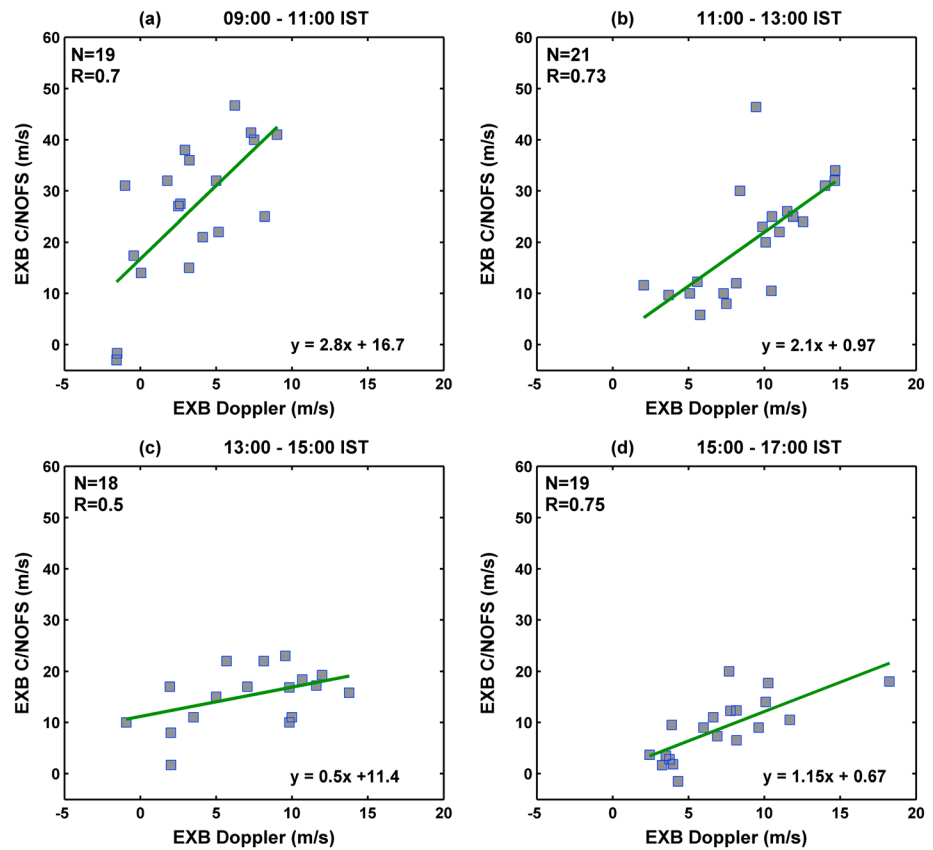 (a) 09:00 - 11:00 IST
N=19
R=0.7
60
50
40
30
20
10
0
-5
EXB C/NOFS (m/s)
y = 2.8x + 16.7
-5 0 5 10 15 20
EXB Doppler (m/s)
(b) 11:00 - 13:00 IST
N=21
R=0.73
60
50
40
30
20
10
0
EXB C/NOFS (m/s)
y = 2.1x + 0.97
-5 0 5 10 15 20
EXB Doppler (m/s)
(c) 13:00 - 15:00 IST
N=18
R=0.5
60
50
40
30
20
10
0
EXB C/NOFS (m/s)
y = 0.5x +11.4
-5 0 5 10 15 20
EXB Doppler (m/s)
(d) 15:00 - 17:00 IST
N=19
R=0.75
60
50
40
30
20
10
0
EXB C/NOFS (m/s)
y = 1.15x + 0.67
-5 0 5 10 15 20
EXB Doppler (m/s)